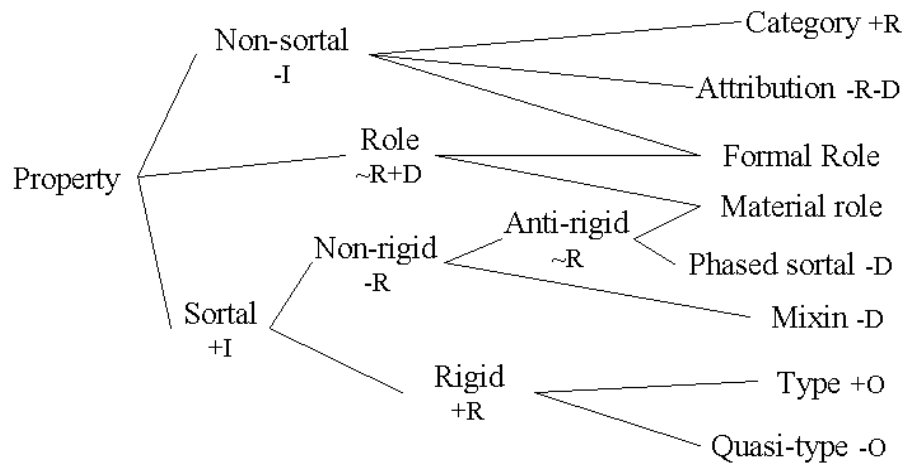 Category +R
Non-sortal
-I
Attribution -R-D
Role
~R+D
Formal Role
Property
Material role
Anti-rigid
~R
Non-rigid
-R
Phased sortal -D
Sortal
+I
Mixin -D
Rigid
+R
Type +O
Quasi-type -O